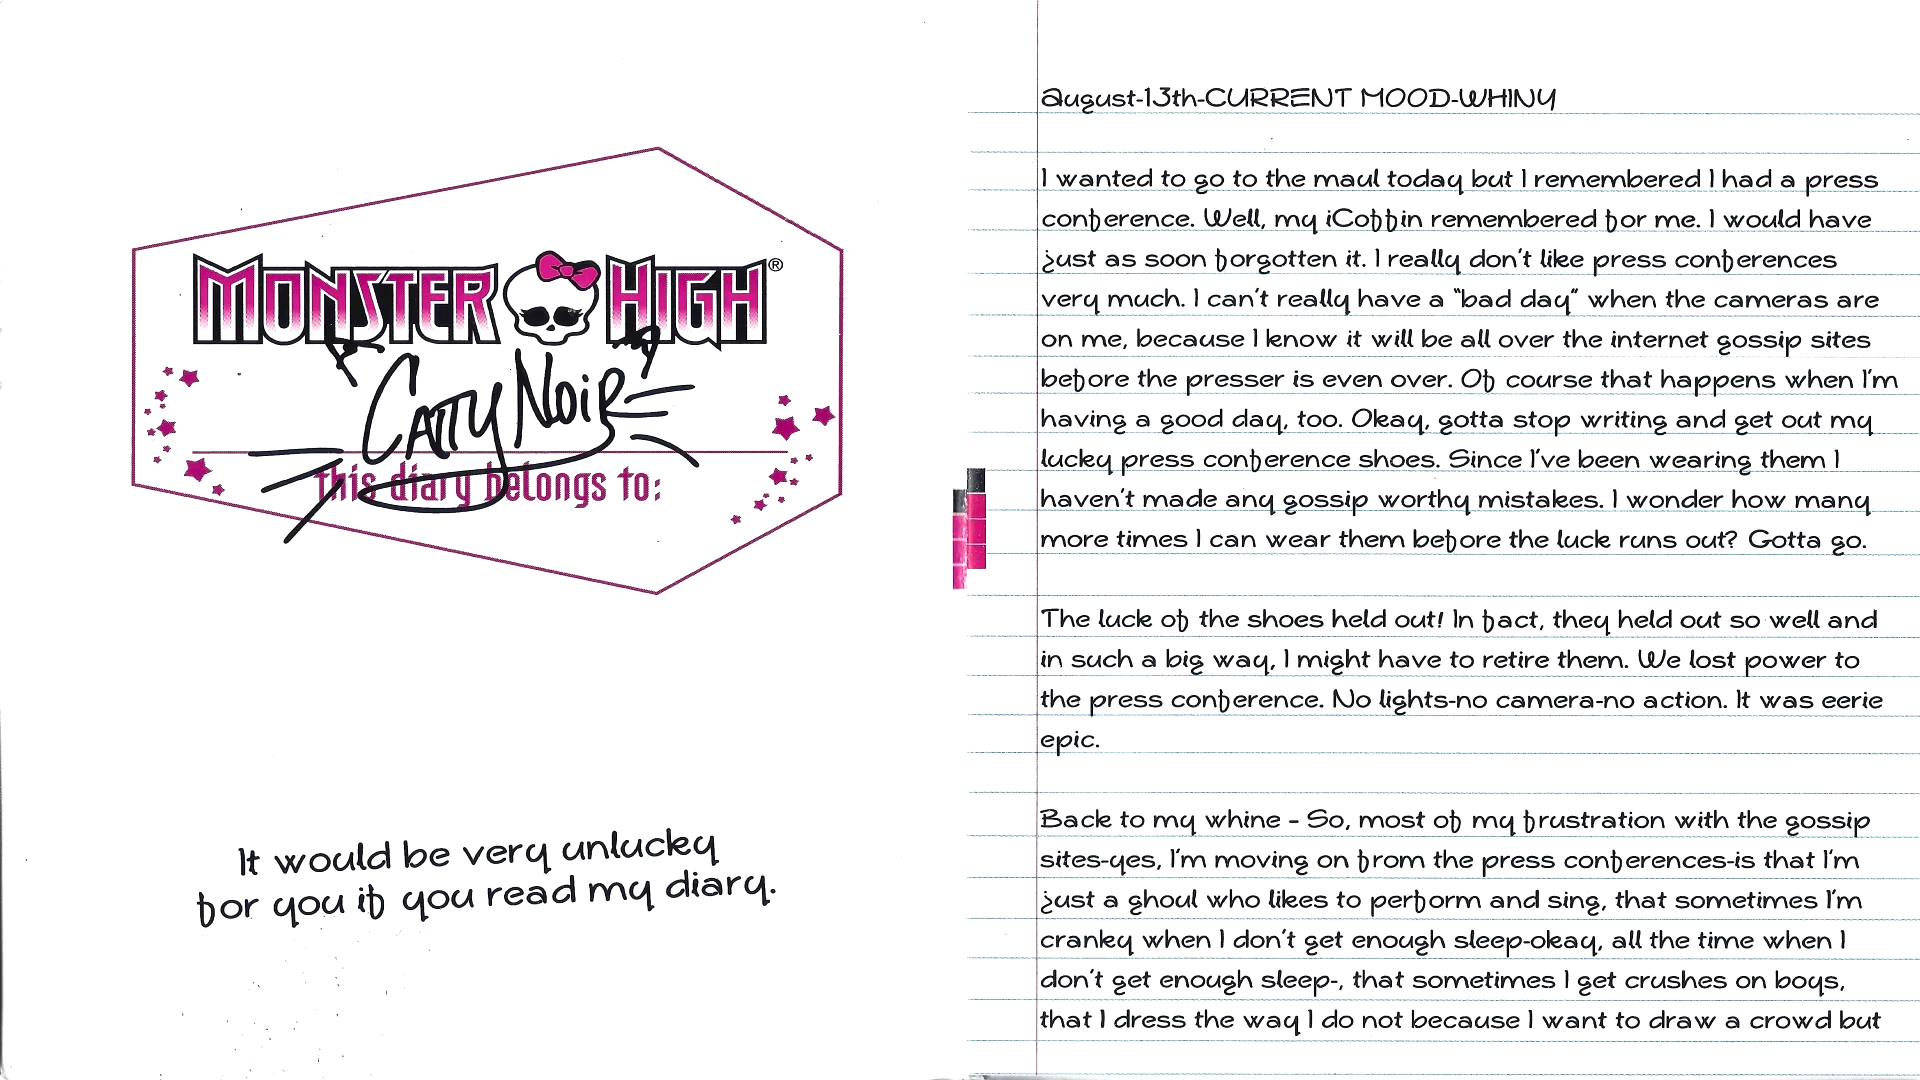 MONSTER HIGH®
CATTY NOIR
this diary belongs to:
It would be very unlucky
for you if you read my diary.
August-13th-CURRENT MOOD-WHINY
I wanted to go to the maul today but I remembered I had a press
conference. Well, my iCoffin remembered for me. I would have
just as soon forgotten it. I really don't like press conferences
very much. I can't really have a "bad day" when the cameras are
on me, because I know it will be all over the internet gossip sites
before the presser is even over. Of course that happens when I'm
having a good day, too. Okay, gotta stop writing and get out my
lucky press conference shoes. Since I've been wearing them I
haven't made any gossip worthy mistakes. I wonder how many
more times I can wear them before the luck runs out? Gotta go.
The luck of the shoes held out! In fact, they held out so well and
in such a big way, I might have to retire them. We lost power to
the press conference. No lights-no camera-no action. It was eerie
epic.
Back to my whine - So, most of my frustration with the gossip
sites-yes, I'm moving on from the press conferences-is that I'm
just a ghoul who likes to perform and sing, that sometimes I'm
cranky when I don't get enough sleep-okay, all the time when I
don't get enough sleep-, that sometimes I get crushes on boys,
that I dress the way I do not because I want to draw a crowd but